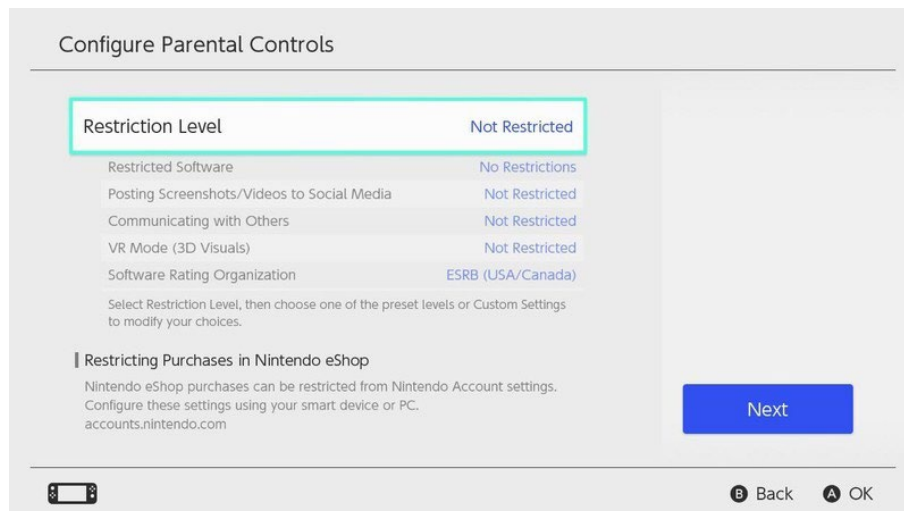 Configure Parental Controls
Restriction Level Not Restricted
Restricted Software No Restrictions
Posting Screenshots/Videos to Social Media Not Restricted
Communicating with Others Not Restricted
VR Mode (3D Visuals) Not Restricted
Software Rating Organization ESRB (USA/Canada)
Select Restriction Level, then choose one of the preset levels or Custom Settings
to modify your choices.
Restricting Purchases in Nintendo eShop
Nintendo eShop purchases can be restricted from Nintendo Account settings.
Configure these settings using your smart device or PC.
accounts.nintendo.com
Next
B Back A OK